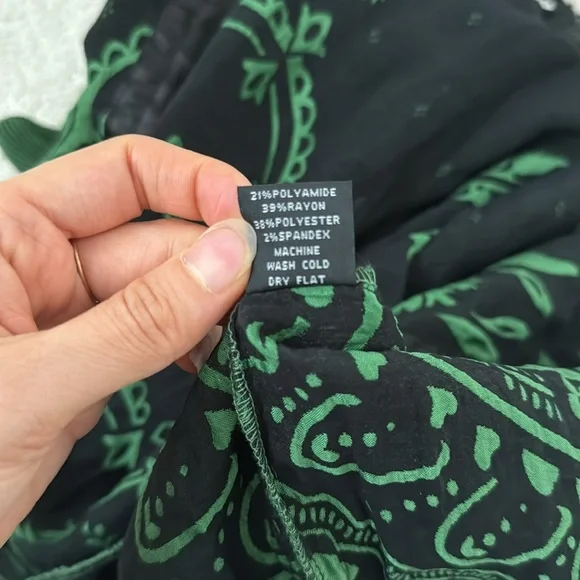 21%POLYAMIDE
39%RAYON
38%POLYESTER
2%SPANDEX
MACHINE
WASH COLD
DRY FLAT